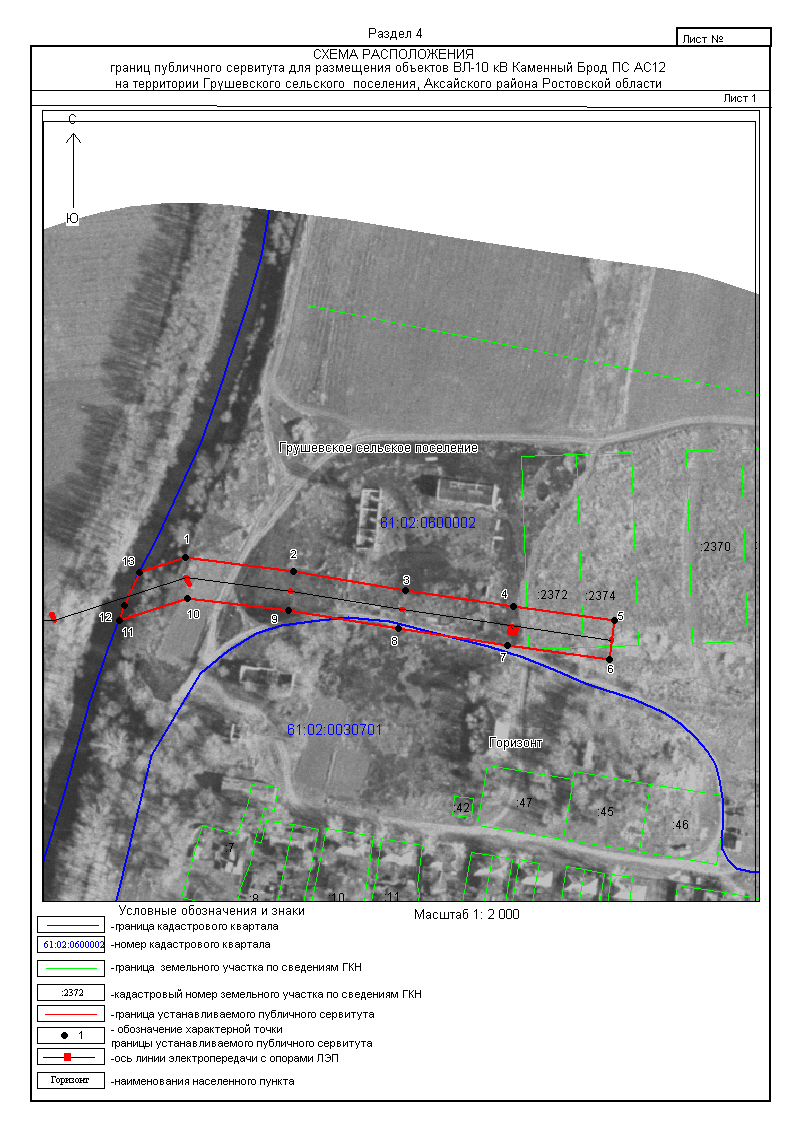 Раздел 4
Лист №
СХЕМА РАСПОЛОЖЕНИЯ
границ публичного сервитута для размещения объектов ВЛ-10 кВ Каменный Брод ПС АС12
на территории Грушевского сельского поселения, Аксайского района Ростовской области
Лист 1
С
Ю
Грушевское сельское поселение
61:02:0600002
:2370
1
2
13
3
:2372
:2374
4
10
12
11
9
5
8
7
6
61:02:0030701
Горизонт
:42
:47
:45
:46
:7
:8
:10
:11
Условные обозначения и знаки
Масштаб 1: 2 000
-граница кадастрового квартала
61:02:0600002
-номер кадастрового квартала
-граница земельного участка по сведениям ГКН
:2372
-кадастровый номер земельного участка по сведениям ГКН
-граница устанавливаемого публичного сервитута
1
- обозначение характерной точки
границы устанавливаемого публичного сервитута
-ось линии электропередачи с опорами ЛЭП
Горизонт
-наименования населенного пункта